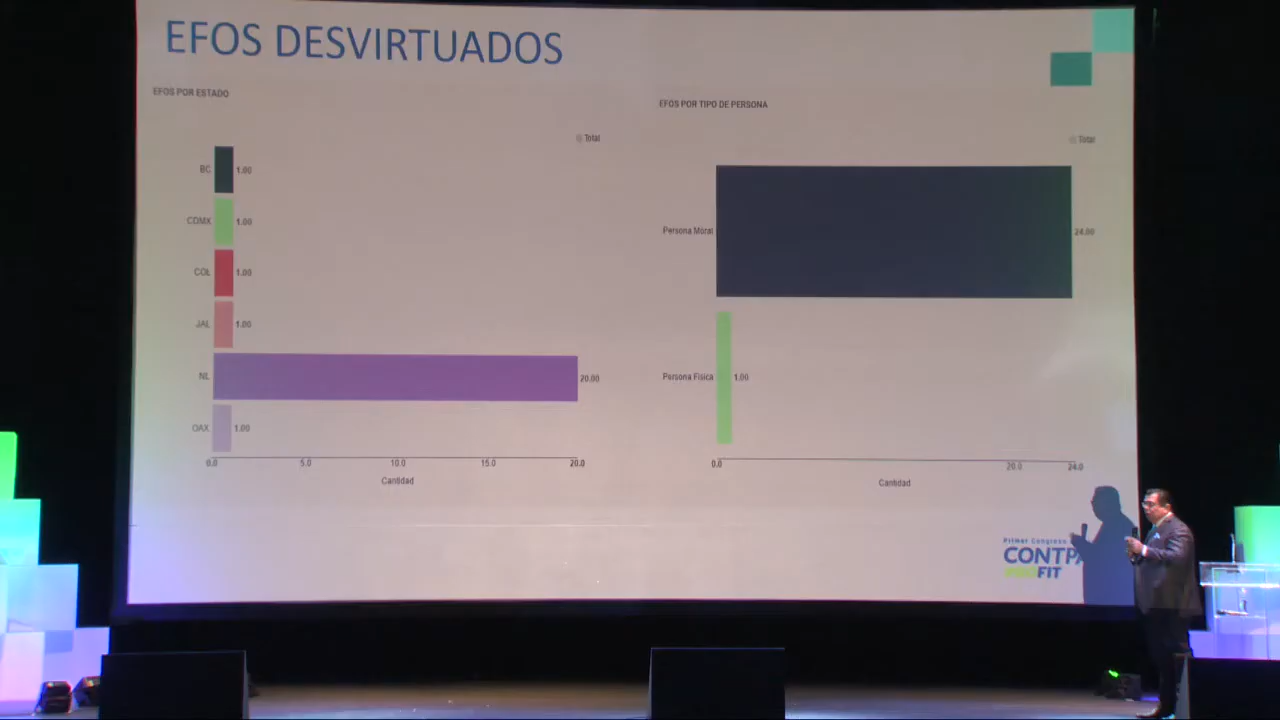 EFOS DESVIRTUADOS
EFOS POR ESTADO
Total
BC 1.00
CDMX 1.00
COL 1.00
JAL 1.00
NL 20.00
OAX 1.00
0.0 5.0 10.0 15.0 20.0
Cantidad
EFOS POR TIPO DE PERSONA
Total
Persona Moral 24.00
Persona Física 1.00
0.0 20.0 24.0
Cantidad
Primer Congreso
CONTPA
FIT